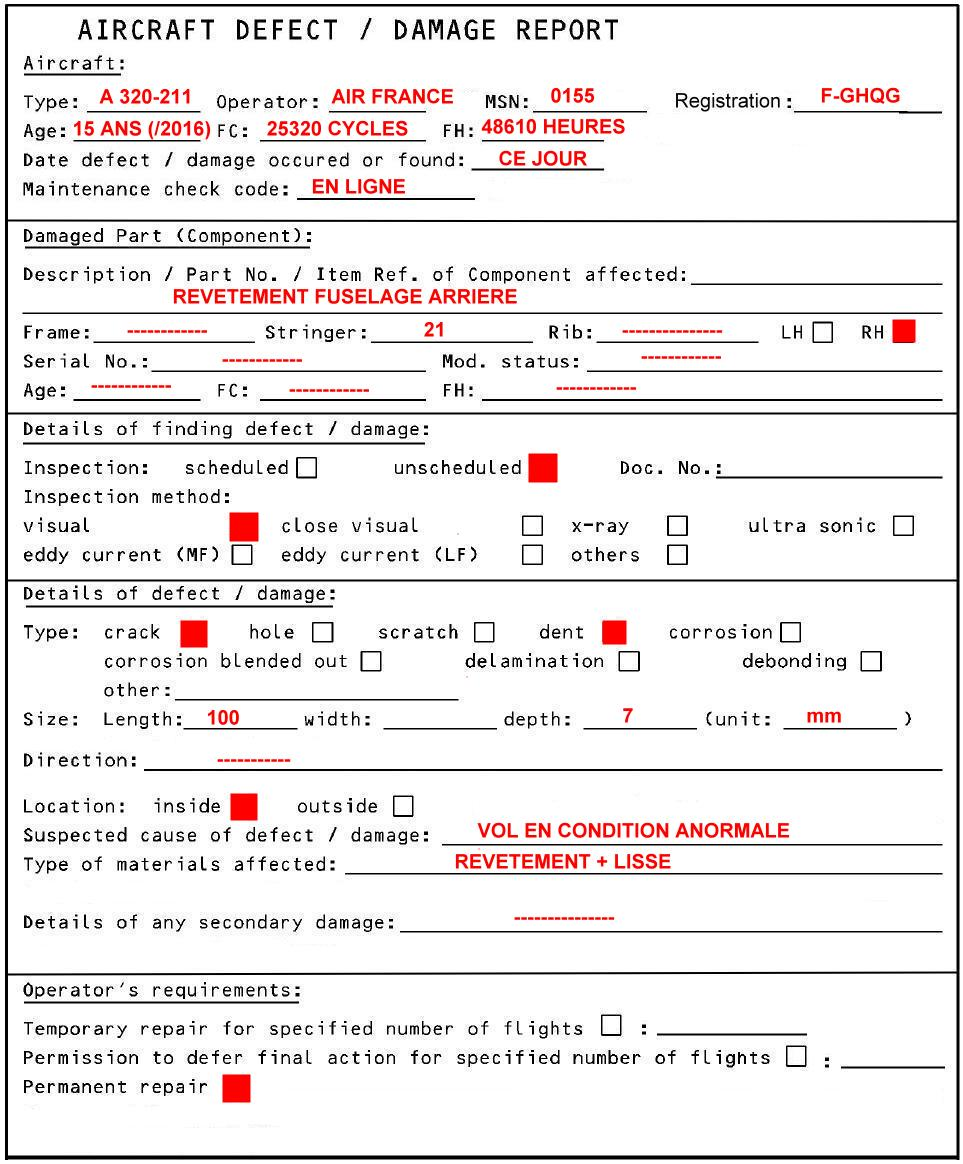 AIRCRAFT DEFECT / DAMAGE REPORT
Aircraft:
Type: A 320-211 Operator: AIR FRANCE MSN: 0155 Registration : F-GHQG
Age: 15 ANS (/2016) FC: 25320 CYCLES FH: 48610 HEURES
Date defect / damage occured or found: CE JOUR
Maintenance check code: EN LIGNE
Damaged Part (Component):
Description / Part No. / Item Ref. of Component affected:
REVETEMENT FUSELAGE ARRIERE
Frame: ------------ Stringer: 21 Rib: --------------- LH RH
Serial No.: ------------ Mod. status: ------------
Age: ------------ FC: ------------ FH: ------------
Details of finding defect / damage:
Inspection: scheduled unscheduled Doc. No.:
Inspection method:
visual close visual x-ray ultra sonic
eddy current (MF) eddy current (LF) others
Details of defect / damage:
Type: crack hole scratch dent corrosion
corrosion blended out delamination debonding
other:
Size: Length: 100 width: depth: 7 (unit: mm )
Direction: -----------
Location: inside outside
Suspected cause of defect / damage: VOL EN CONDITION ANORMALE
Type of materials affected: REVETEMENT + LISSE
Details of any secondary damage: ---------------
Operator's requirements:
Temporary repair for specified number of flights :
Permission to defer final action for specified number of flights :
Permanent repair